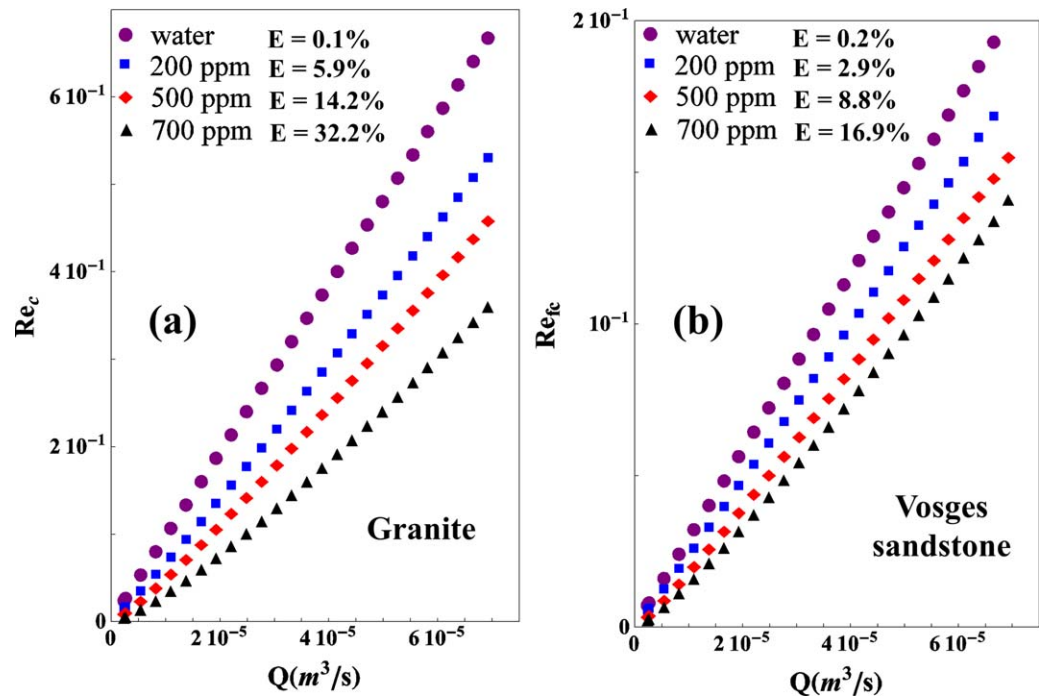 water E = 0.1%
200 ppm E = 5.9%
500 ppm E = 14.2%
700 ppm E = 32.2%
6 10⁻¹
4 10⁻¹
2 10⁻¹
0
Re_c
(a)
Granite
0 2 10⁻⁵ 4 10⁻⁵ 6 10⁻⁵
Q(m³/s)
2 10⁻¹
water E = 0.2%
200 ppm E = 2.9%
500 ppm E = 8.8%
700 ppm E = 16.9%
10⁻¹
0
Re_fc
(b)
Vosges
sandstone
0 2 10⁻⁵ 4 10⁻⁵ 6 10⁻⁵
Q(m³/s)